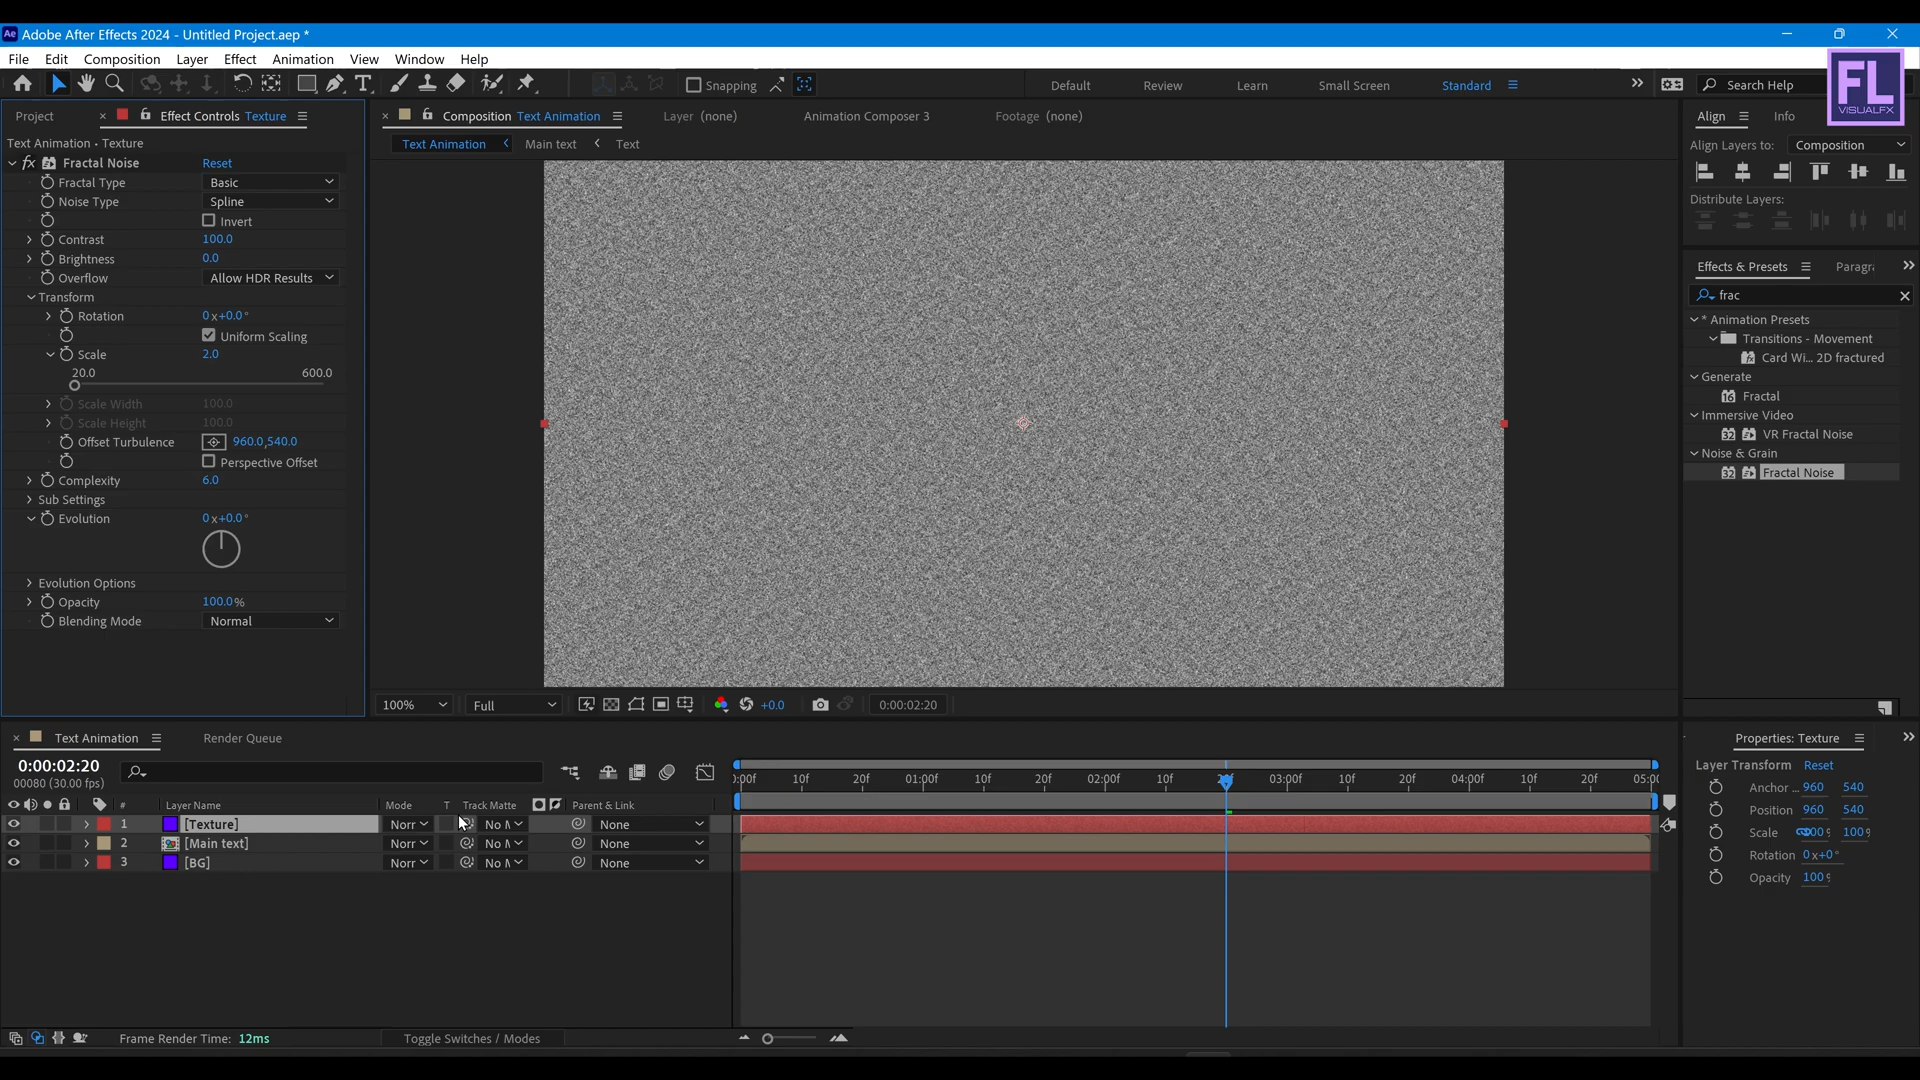 Ae Adobe After Effects 2024 - Untitled Project.aep *
File Edit Composition Layer Effect Animation View Window Help
Snapping Default Review Learn Small Screen Standard Search Help
FL
VISUALFX
Project Effect Controls Texture
Text Animation • Texture
fx Fractal Noise Reset
Fractal Type Basic
Noise Type Spline
Invert
Contrast 100.0
Brightness 0.0
Overflow Allow HDR Results
Transform
Rotation 0x+0.0°
Uniform Scaling
Scale 2.0
20.0 600.0
Scale Width 100.0
Scale Height 100.0
Offset Turbulence 960.0,540.0
Perspective Offset
Complexity 6.0
Sub Settings
Evolution 0x+0.0°
Evolution Options
Opacity 100.0%
Blending Mode Normal
Composition Text Animation Layer (none) Animation Composer 3 Footage (none)
Text Animation Main text Text
100% Full +0.0 0:00:02:20
Align Info
Align Layers to: Composition
Distribute Layers:
Effects & Presets Paragra
frac
* Animation Presets
Transitions - Movement
Card Wi... 2D fractured
Generate
16 Fractal
Immersive Video
32 VR Fractal Noise
Noise & Grain
32 Fractal Noise
Text Animation Render Queue
0:00:02:20
00080 (30.00 fps)
# Layer Name Mode T Track Matte Parent & Link
1 [Texture] Norr No M None
2 [Main text] Norr No M None
3 [BG] Norr No M None
):00f 10f 20f 01:00f 10f 20f 02:00f 10f 03:00f 10f 20f 04:00f 10f 20f 05:0(
Frame Render Time: 12ms Toggle Switches / Modes
Properties: Texture
Layer Transform Reset
Anchor ... 960 540
Position 960 540
Scale 100% 100%
Rotation 0x+0°
Opacity 100%